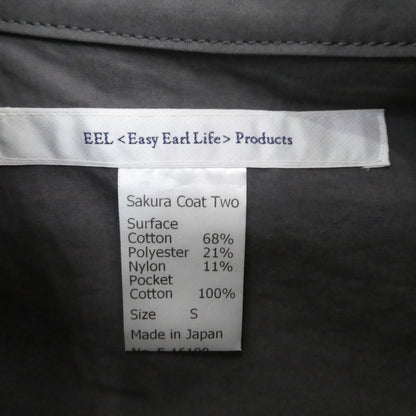 EEL <Easy Earl Life> Products
Sakura Coat Two
Surface
Cotton 68%
Polyester 21%
Nylon 11%
Pocket
Cotton 100%
Size S
Made in Japan